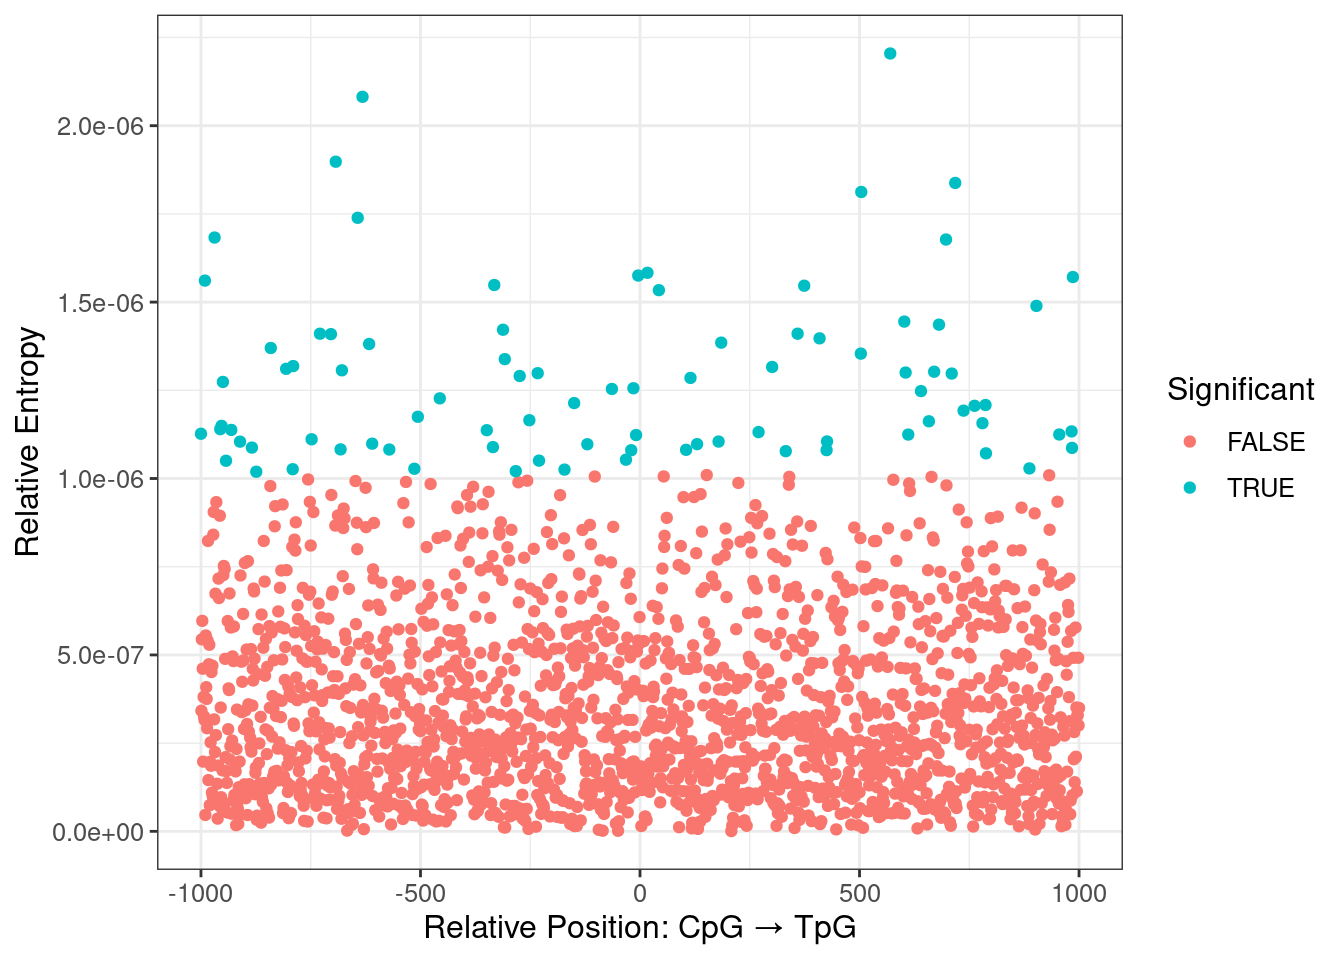 Relative Entropy
2.0e-06
1.5e-06
1.0e-06
5.0e-07
0.0e+00
-1000 -500 0 500 1000
Relative Position: CpG → TpG
Significant
FALSE
TRUE